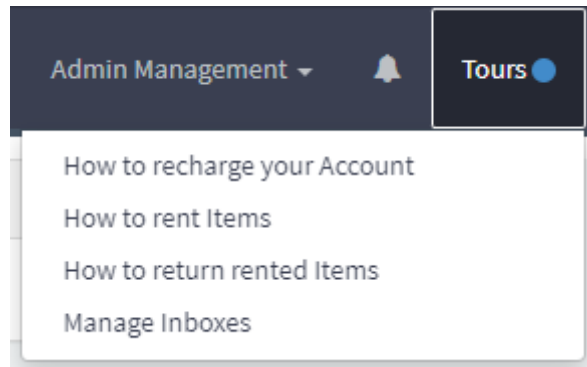 Admin Management
Tours
How to recharge your Account
How to rent Items
How to return rented Items
Manage Inboxes